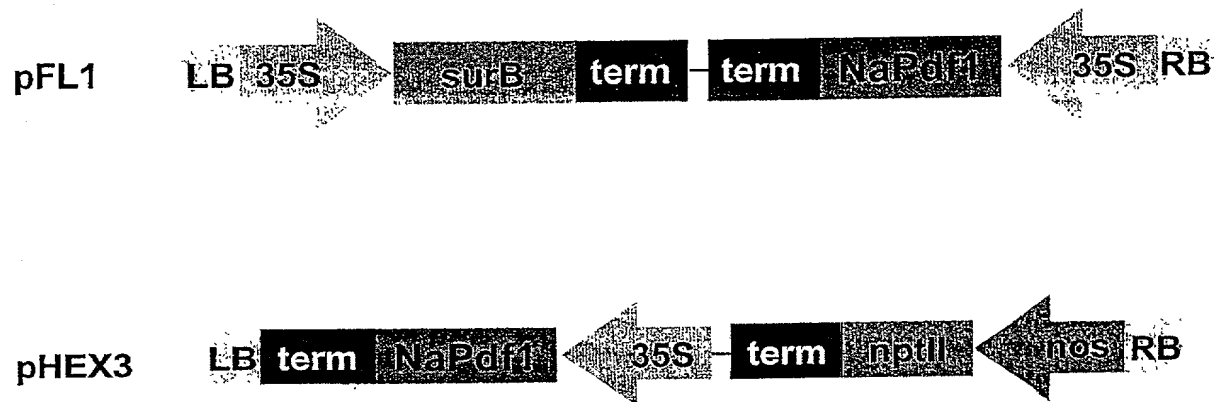 pFL1 LB 35S surB term term NaPdf1 35S RB
pHEX3 LB term NaPdf1 35S term nptII nos RB